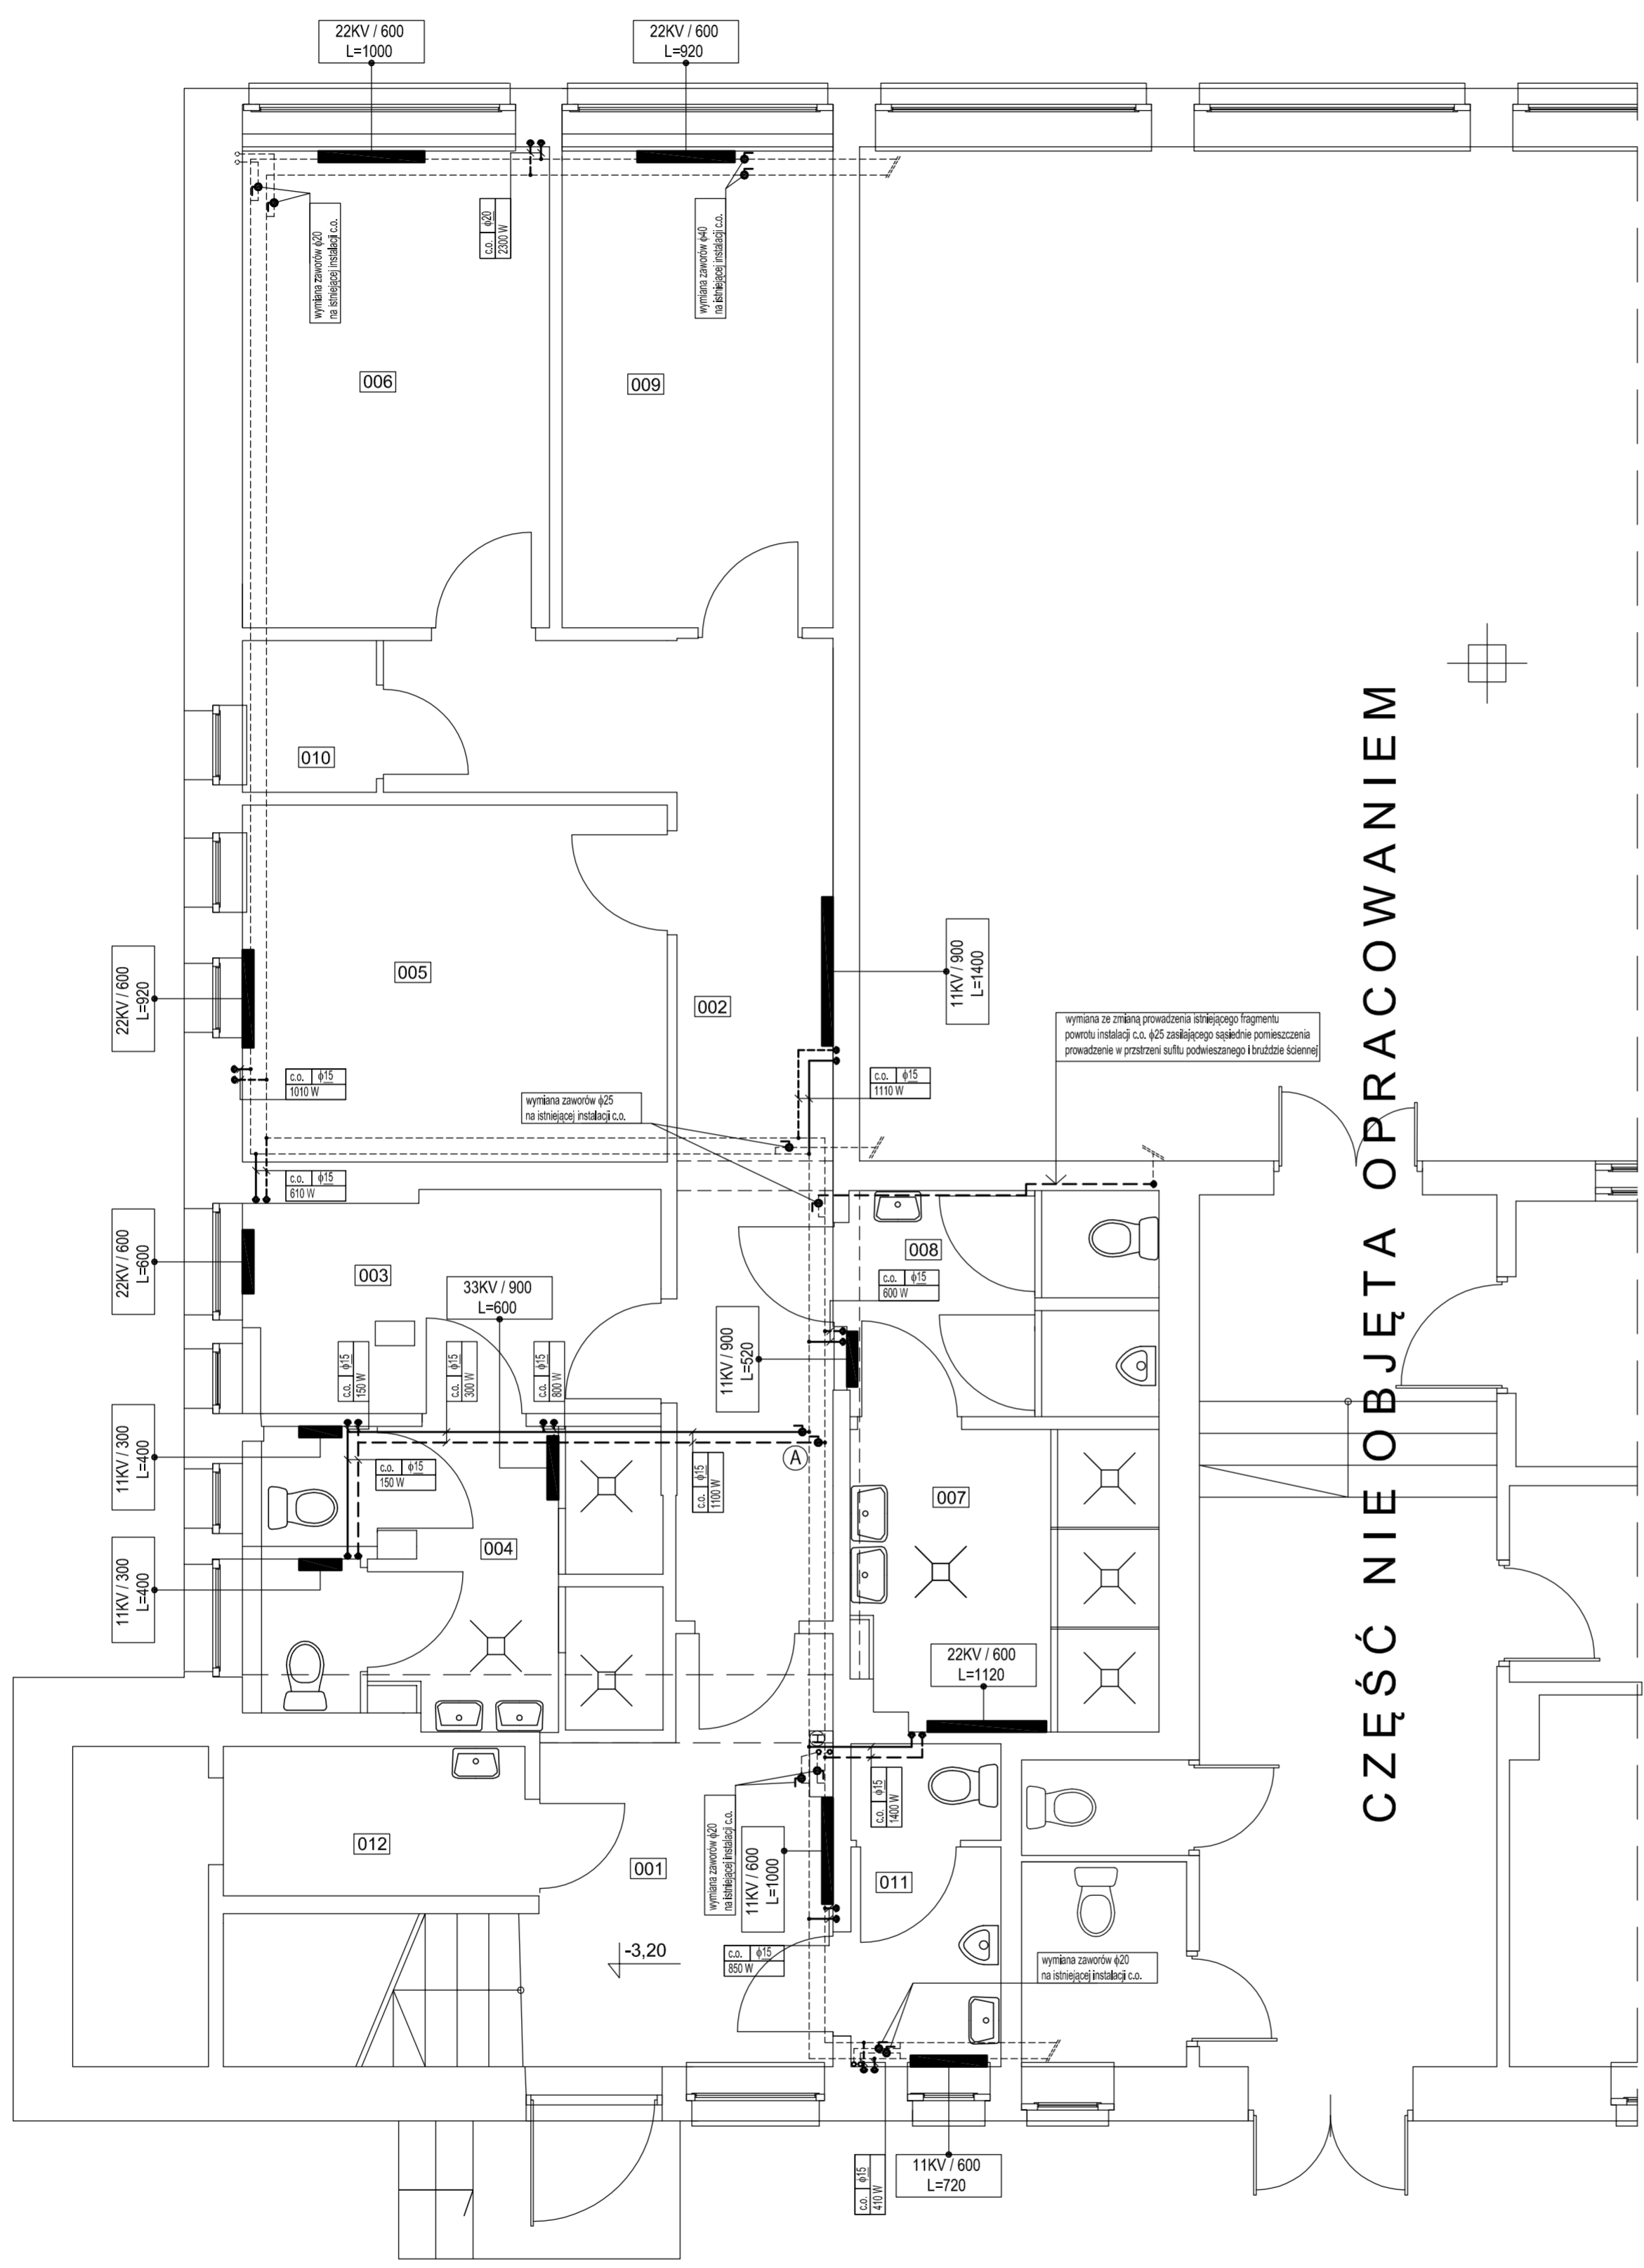 22KV / 600
L=1000
22KV / 600
L=920
wymiana zaworów ϕ20
na istniejącej instalacji c.o.
c.o. ϕ20
2300 W
wymiana zaworów ϕ40
na istniejącej instalacji c.o.
006
009
010
005
002
22KV / 600
L=920
11KV / 900
L=1400
wymiana ze zmianą prowadzenia istniejącego fragmentu
powrotu instalacji c.o. ϕ25 zasilającego sąsiednie pomieszczenia
prowadzenie w przstrzeni sufitu podwieszanego i bruździe ściennej
c.o. ϕ15
1010 W
wymiana zaworów ϕ25
na istniejącej instalacji c.o.
c.o. ϕ15
1110 W
c.o. ϕ15
610 W
22KV / 600
L=600
003
33KV / 900
L=600
008
c.o. ϕ15
600 W
11KV / 900
L=520
c.o. ϕ15
150 W
c.o. ϕ15
300 W
c.o. ϕ15
800 W
11KV / 300
L=400
c.o. ϕ15
150 W
c.o. ϕ15
1100 W
A
007
004
11KV / 300
L=400
22KV / 600
L=1120
H
c.o. ϕ15
1400 W
wymiana zaworów ϕ20
na istniejącej instalacji c.o.
11KV / 600
L=1000
012
001
011
-3,20
c.o. ϕ15
850 W
wymiana zaworów ϕ20
na istniejącej instalacji c.o.
c.o. ϕ15
410 W
11KV / 600
L=720
CZĘŚĆ NIE OBJĘTA OPRACOWANIEM